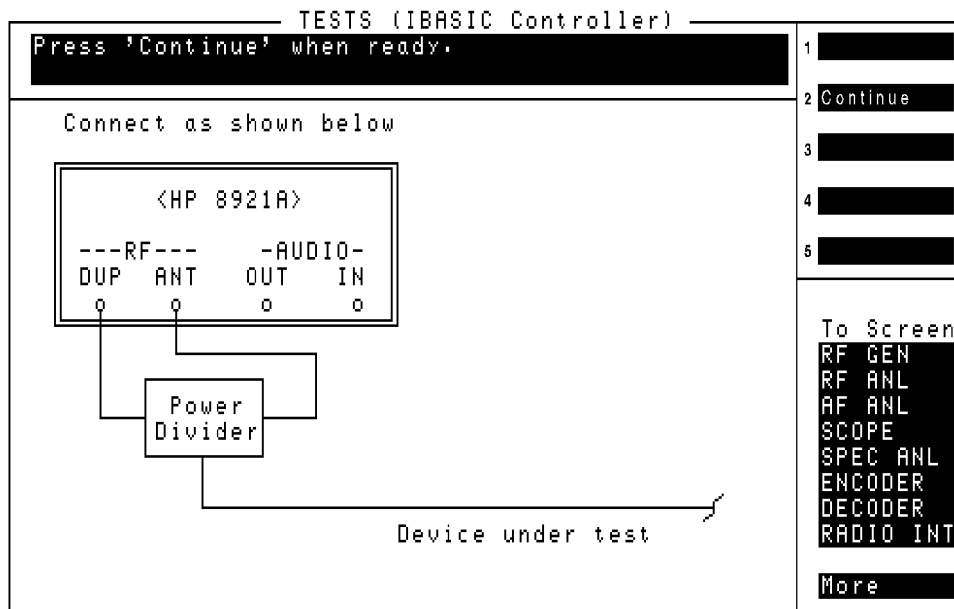 TESTS (IBASIC Controller)
Press 'Continue' when ready.
Connect as shown below
<HP 8921A>
---RF--- -AUDIO-
DUP ANT OUT IN
o o o o
Power
Divider
Device under test
1
2 Continue
3
4
5
To Screen
RF GEN
RF ANL
AF ANL
SCOPE
SPEC ANL
ENCODER
DECODER
RADIO INT
More